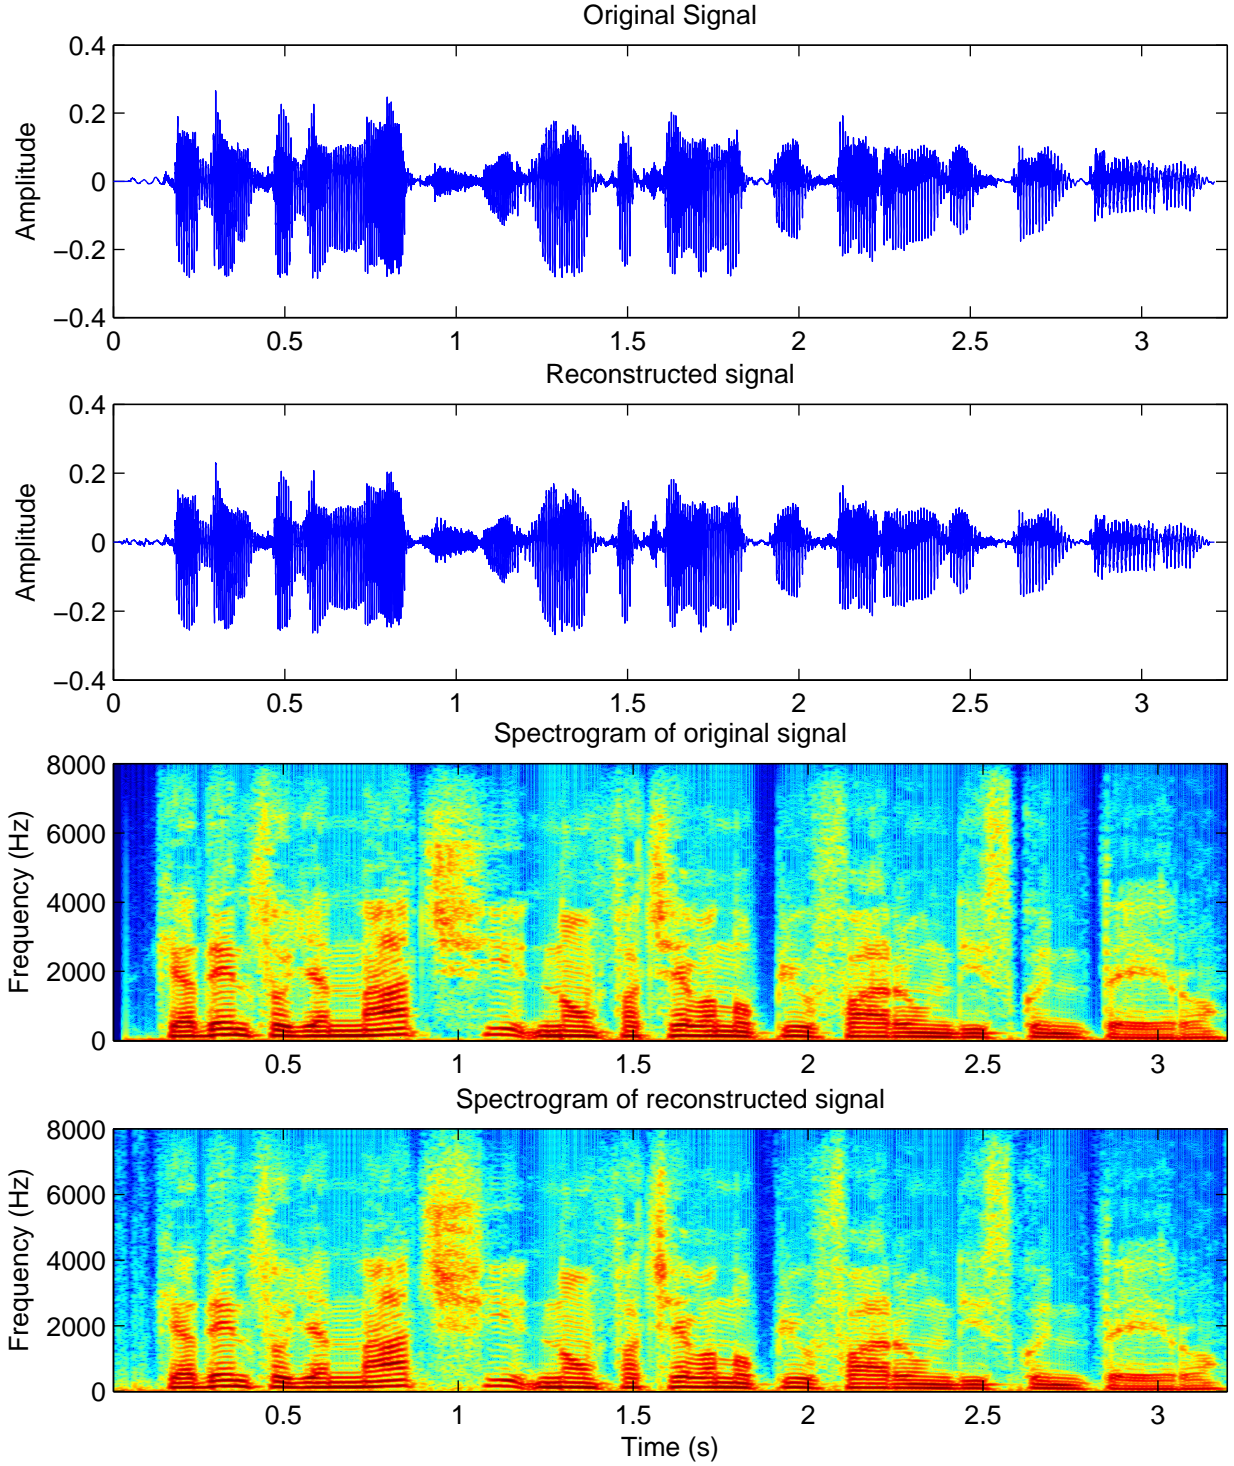 Original Signal
0.4
0.2
0
−0.2
−0.4
Amplitude
0 0.5 1 1.5 2 2.5 3
Reconstructed signal
0.4
0.2
0
−0.2
−0.4
Amplitude
0 0.5 1 1.5 2 2.5 3
Spectrogram of original signal
8000
6000
4000
2000
0
Frequency (Hz)
0.5 1 1.5 2 2.5 3
Spectrogram of reconstructed signal
8000
6000
4000
2000
0
Frequency (Hz)
0.5 1 1.5 2 2.5 3
Time (s)